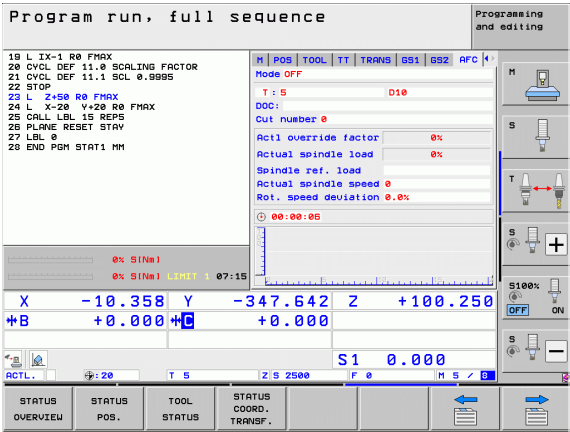 Program run, full sequence
Programming
and editing
19 L IX-1 R0 FMAX
20 CYCL DEF 11.0 SCALING FACTOR
21 CYCL DEF 11.1 SCL 0.9995
22 STOP
23 L Z+50 R0 FMAX
24 L X-20 Y+20 R0 FMAX
25 CALL LBL 15 REP5
26 PLANE RESET STAY
27 LBL 0
28 END PGM STAT1 MM
0% S[Nm]
0% S[Nm] LIMIT 1 07:15
M POS TOOL TT TRANS GS1 GS2 AFC
Mode OFF
T : 5 D10
DOC:
Cut number 0
Actl override factor 0%
Actual spindle load 0%
Spindle ref. load
Actual spindle speed 0
Rot. speed deviation 0.0%
00:00:06
X -10.358 Y -347.642 Z +100.250
B +0.000 C +0.000
S1 0.000
ACTL. :20 T 5 Z S 2500 F 0 M 5 / 8
M
S
T
S
S100%
OFF ON
S
STATUS
OVERVIEW
STATUS
POS.
TOOL
STATUS
STATUS
COORD.
TRANSF.